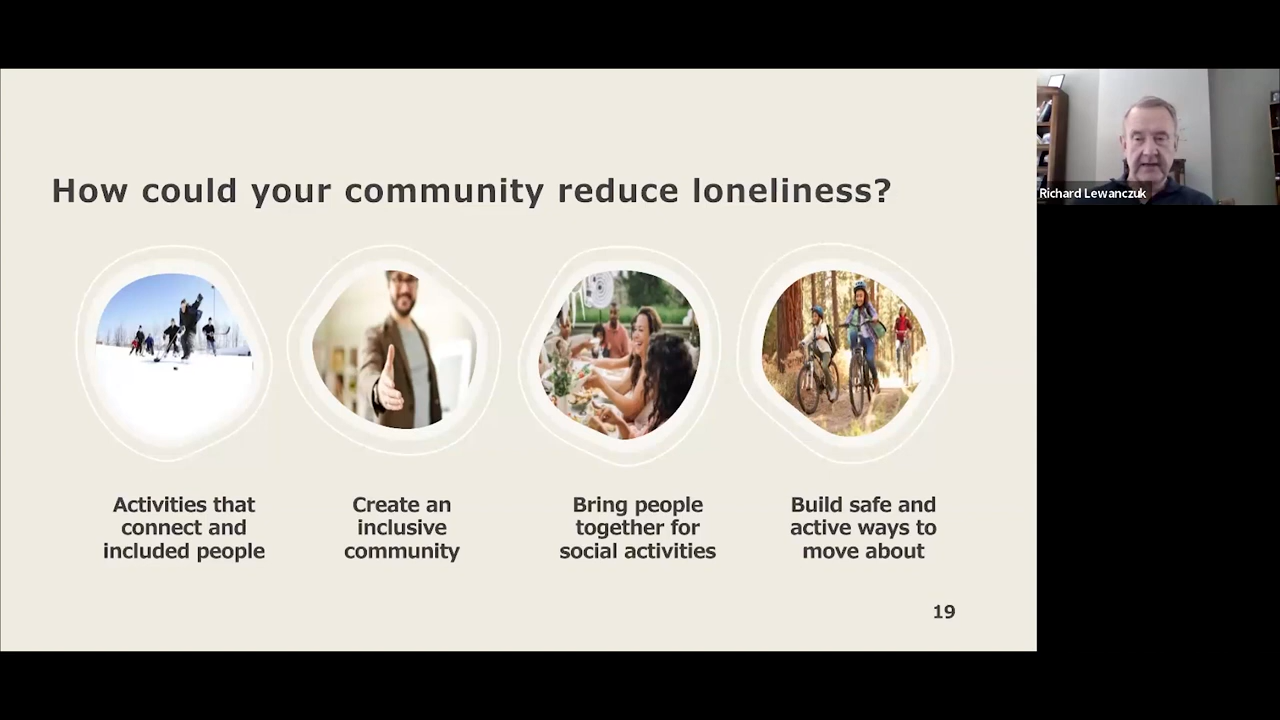 How could your community reduce loneliness?
Richard Lewanczuk
Activities that
connect and
included people
Create an
inclusive
community
Bring people
together for
social activities
Build safe and
active ways to
move about
19